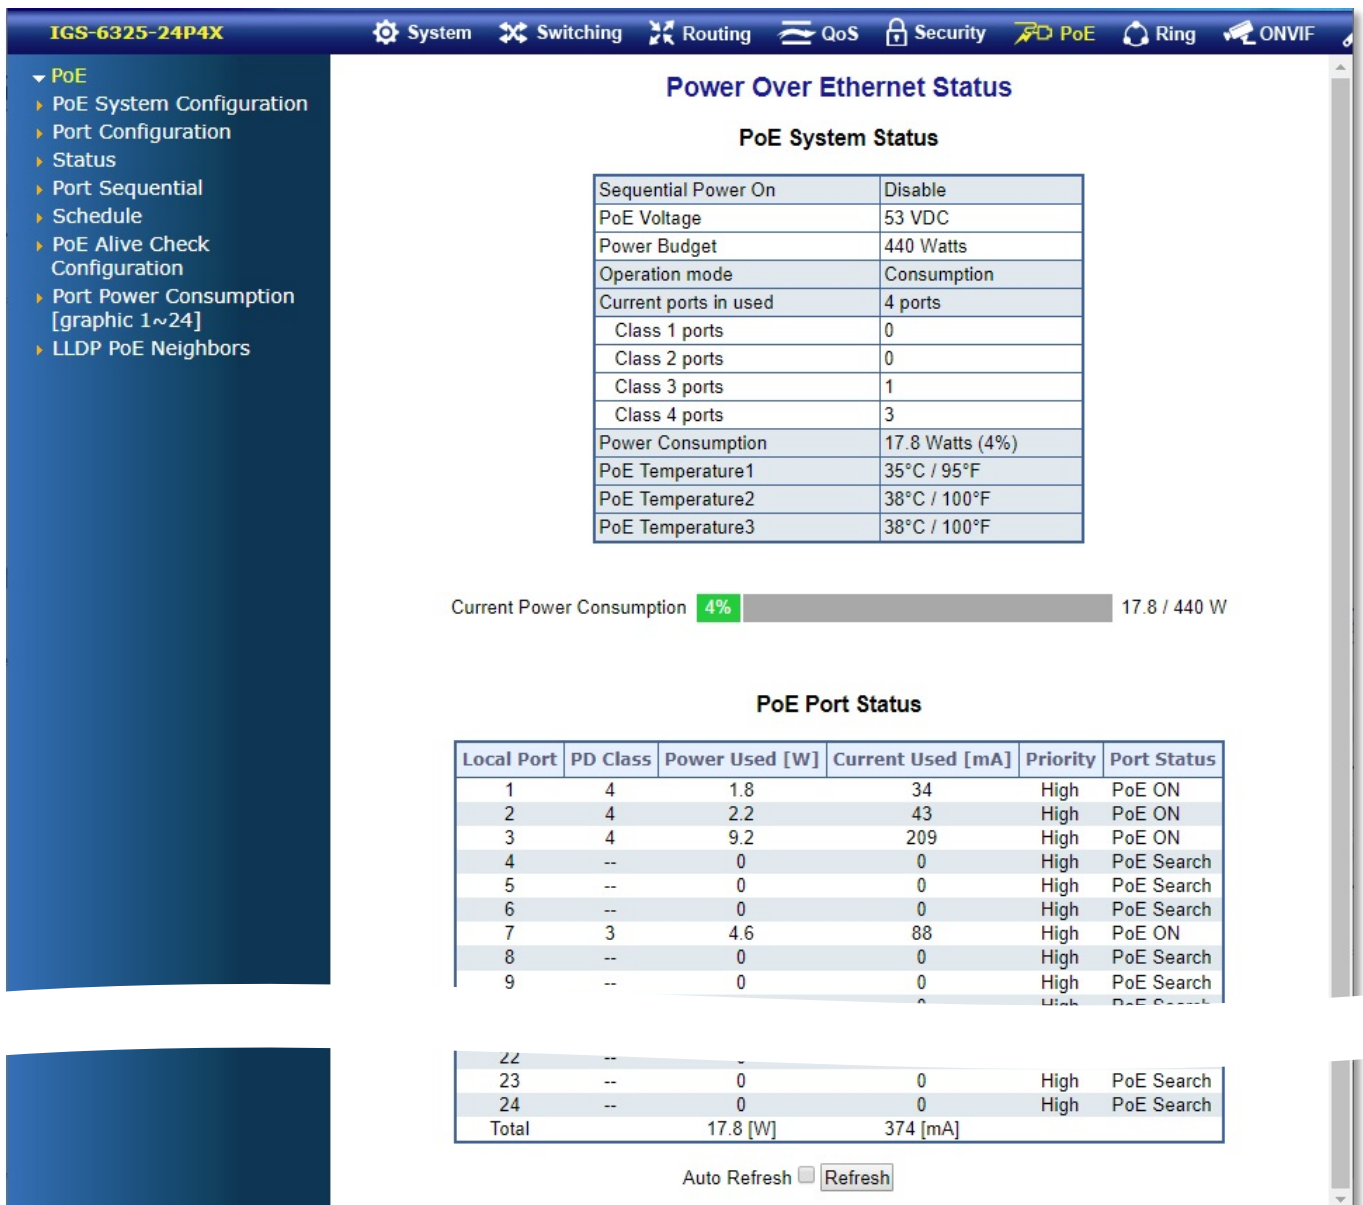 IGS-6325-24P4X System Switching Routing QoS Security PoE Ring ONVIF
PoE
PoE System Configuration
Port Configuration
Status
Port Sequential
Schedule
PoE Alive Check
Configuration
Port Power Consumption
[graphic 1~24]
LLDP PoE Neighbors
Power Over Ethernet Status
PoE System Status
Sequential Power On Disable
PoE Voltage 53 VDC
Power Budget 440 Watts
Operation mode Consumption
Current ports in used 4 ports
Class 1 ports 0
Class 2 ports 0
Class 3 ports 1
Class 4 ports 3
Power Consumption 17.8 Watts (4%)
PoE Temperature1 35°C / 95°F
PoE Temperature2 38°C / 100°F
PoE Temperature3 38°C / 100°F
Current Power Consumption 4% 17.8 / 440 W
PoE Port Status
Local Port PD Class Power Used [W] Current Used [mA] Priority Port Status
1 4 1.8 34 High PoE ON
2 4 2.2 43 High PoE ON
3 4 9.2 209 High PoE ON
4 -- 0 0 High PoE Search
5 -- 0 0 High PoE Search
6 -- 0 0 High PoE Search
7 3 4.6 88 High PoE ON
8 -- 0 0 High PoE Search
9 -- 0 0 High PoE Search
High PoE Search
22 --
23 -- 0 0 High PoE Search
24 -- 0 0 High PoE Search
Total 17.8 [W] 374 [mA]
Auto Refresh Refresh